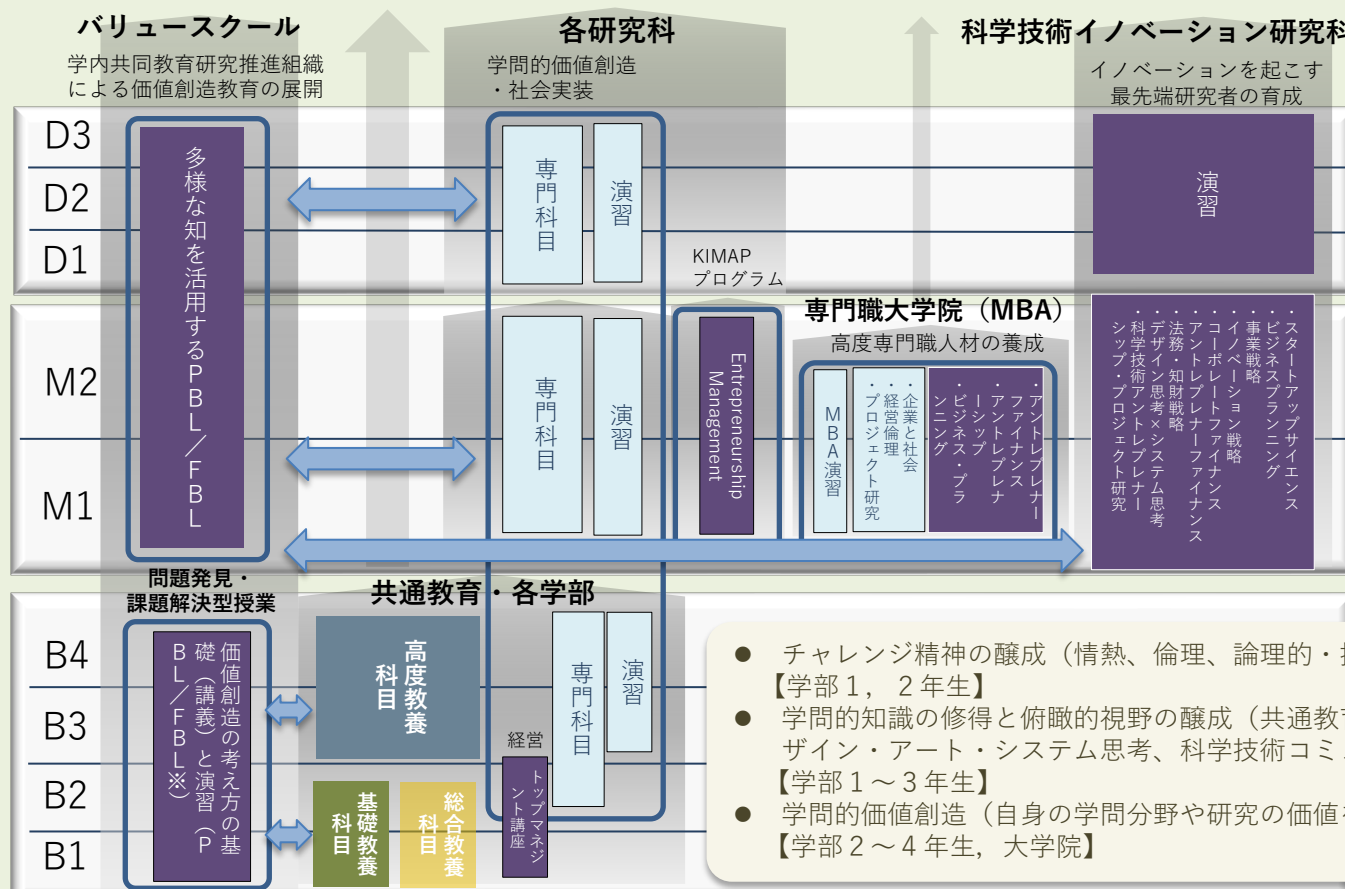 バリュースクール
学内共同教育研究推進組織
による価値創造教育の展開
各研究科
学問的価値創造
・社会実装
科学技術イノベーション研究科
イノベーションを起こす
最先端研究者の育成
D3
D2
D1
M2
M1
B4
B3
B2
B1
多様な知を活用するPBL／FBL
専門科目
演習
演習
KIMAP
プログラム
専門職大学院（MBA）
高度専門職人材の養成
専門科目
演習
Entrepreneurship
Management
MBA演習
・企業と社会
・経営倫理
・プロジェクト研究
・アントレプレナー
ファイナンス
・アントレプレナ
ーシップ
・ビジネス・プラ
ンニング
・スタートアップサイエンス
・ビジネスプランニング
・事業戦略
・イノベーション戦略
・コーポレートファイナンス
・アントレプレナーファイナンス
・法務・知財戦略
・デザイン思考×システム思考
・科学技術アントレプレナー
シップ・プロジェクト研究
問題発見・
課題解決型授業
共通教育・各学部
価値創造の考え方の基
礎（講義）と演習（P
BL／FBL※）
高度教養
科目
専門科目
演習
経営
トップマネジ
ント講座
基礎教養
科目
総合教養
科目
● チャレンジ精神の醸成（情熱、倫理、論理的・
【学部１，２年生】
● 学問的知識の修得と俯瞰的視野の醸成（共通教
ザイン・アート・システム思考、科学技術コミ
【学部１～３年生】
● 学問的価値創造（自身の学問分野や研究の価値
【学部２～４年生，大学院】